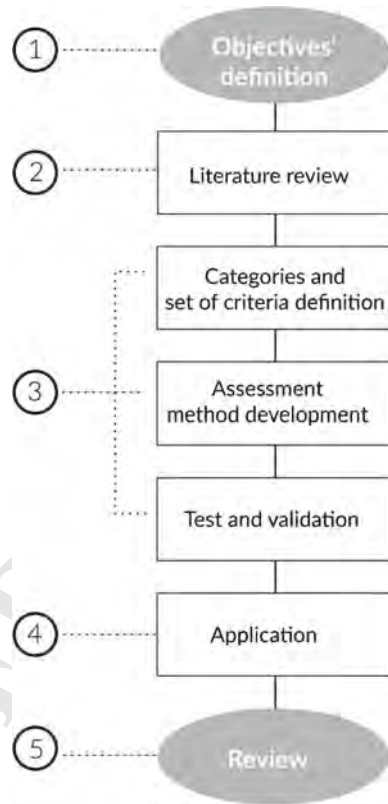 1
Objectives'
definition
2
Literature review
Categories and
set of criteria definition
3
Assessment
method development
Test and validation
4
Application
5
Review